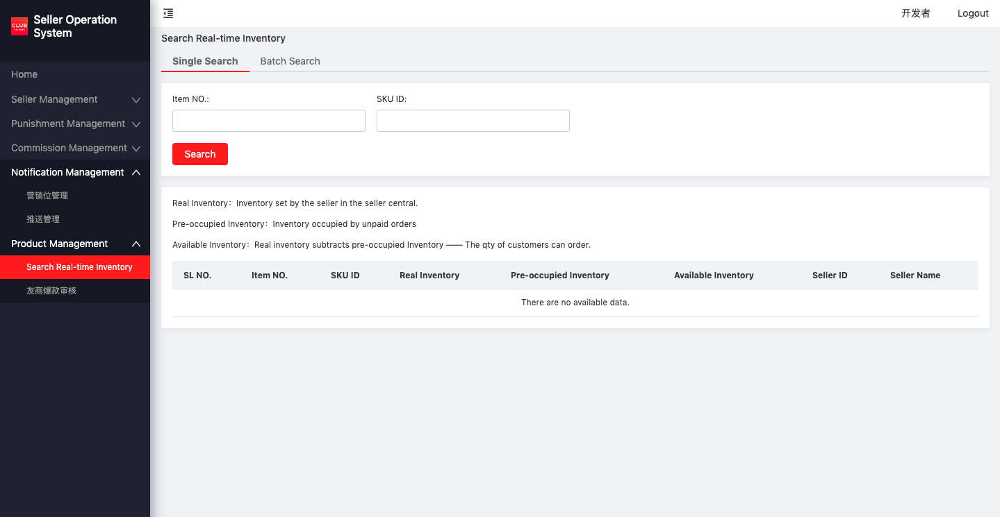 CLUB
FACTORY
Seller Operation
System
开发者
Logout
Home
Seller Management
Punishment Management
Commission Management
Notification Management
营销位管理
推送管理
Product Management
Search Real-time Inventory
友商爆款审核
Search Real-time Inventory
Single Search
Batch Search
Item NO.:
SKU ID:
Search
Real Inventory：Inventory set by the seller in the seller central.
Pre-occupied Inventory：Inventory occupied by unpaid orders
Available Inventory：Real inventory subtracts pre-occupied Inventory —— The qty of customers can order.
SL NO. Item NO. SKU ID Real Inventory Pre-occupied Inventory Available Inventory Seller ID Seller Name
There are no available data.